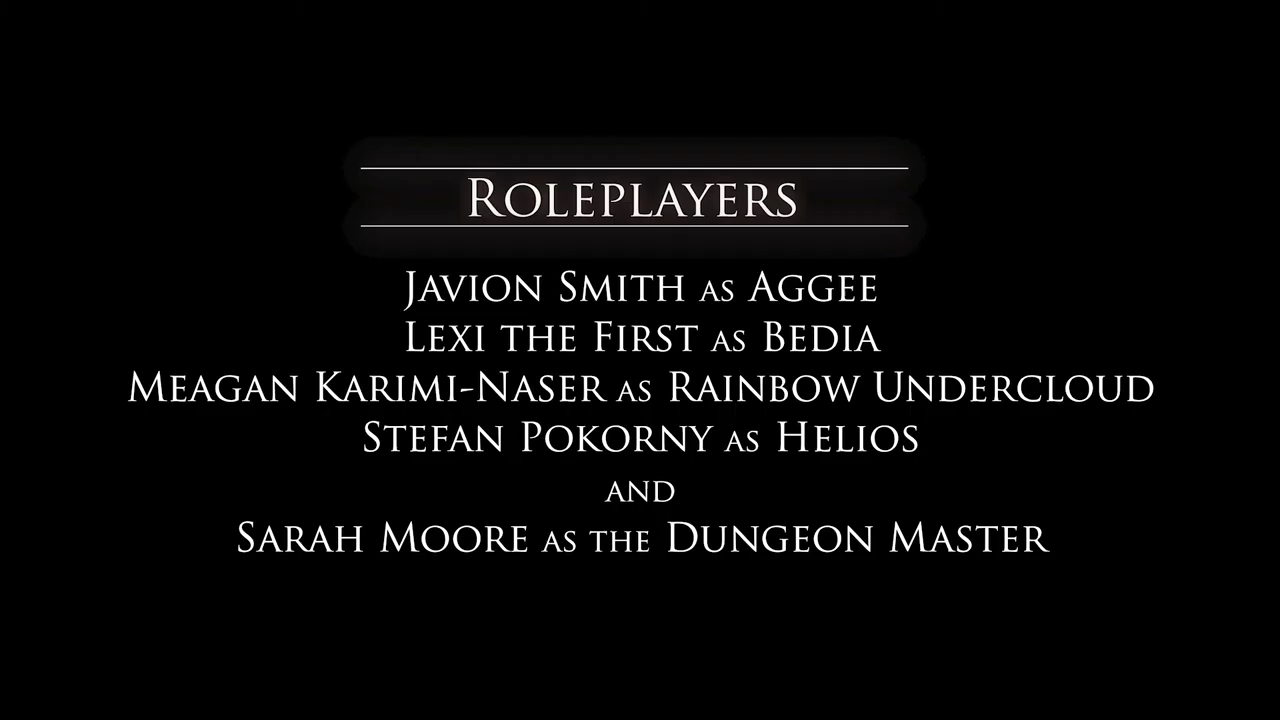 Roleplayers
Javion Smith as Aggee
Lexi the First as Bedia
Meagan Karimi-Naser as Rainbow Undercloud
Stefan Pokorny as Helios
and
Sarah Moore as the Dungeon Master